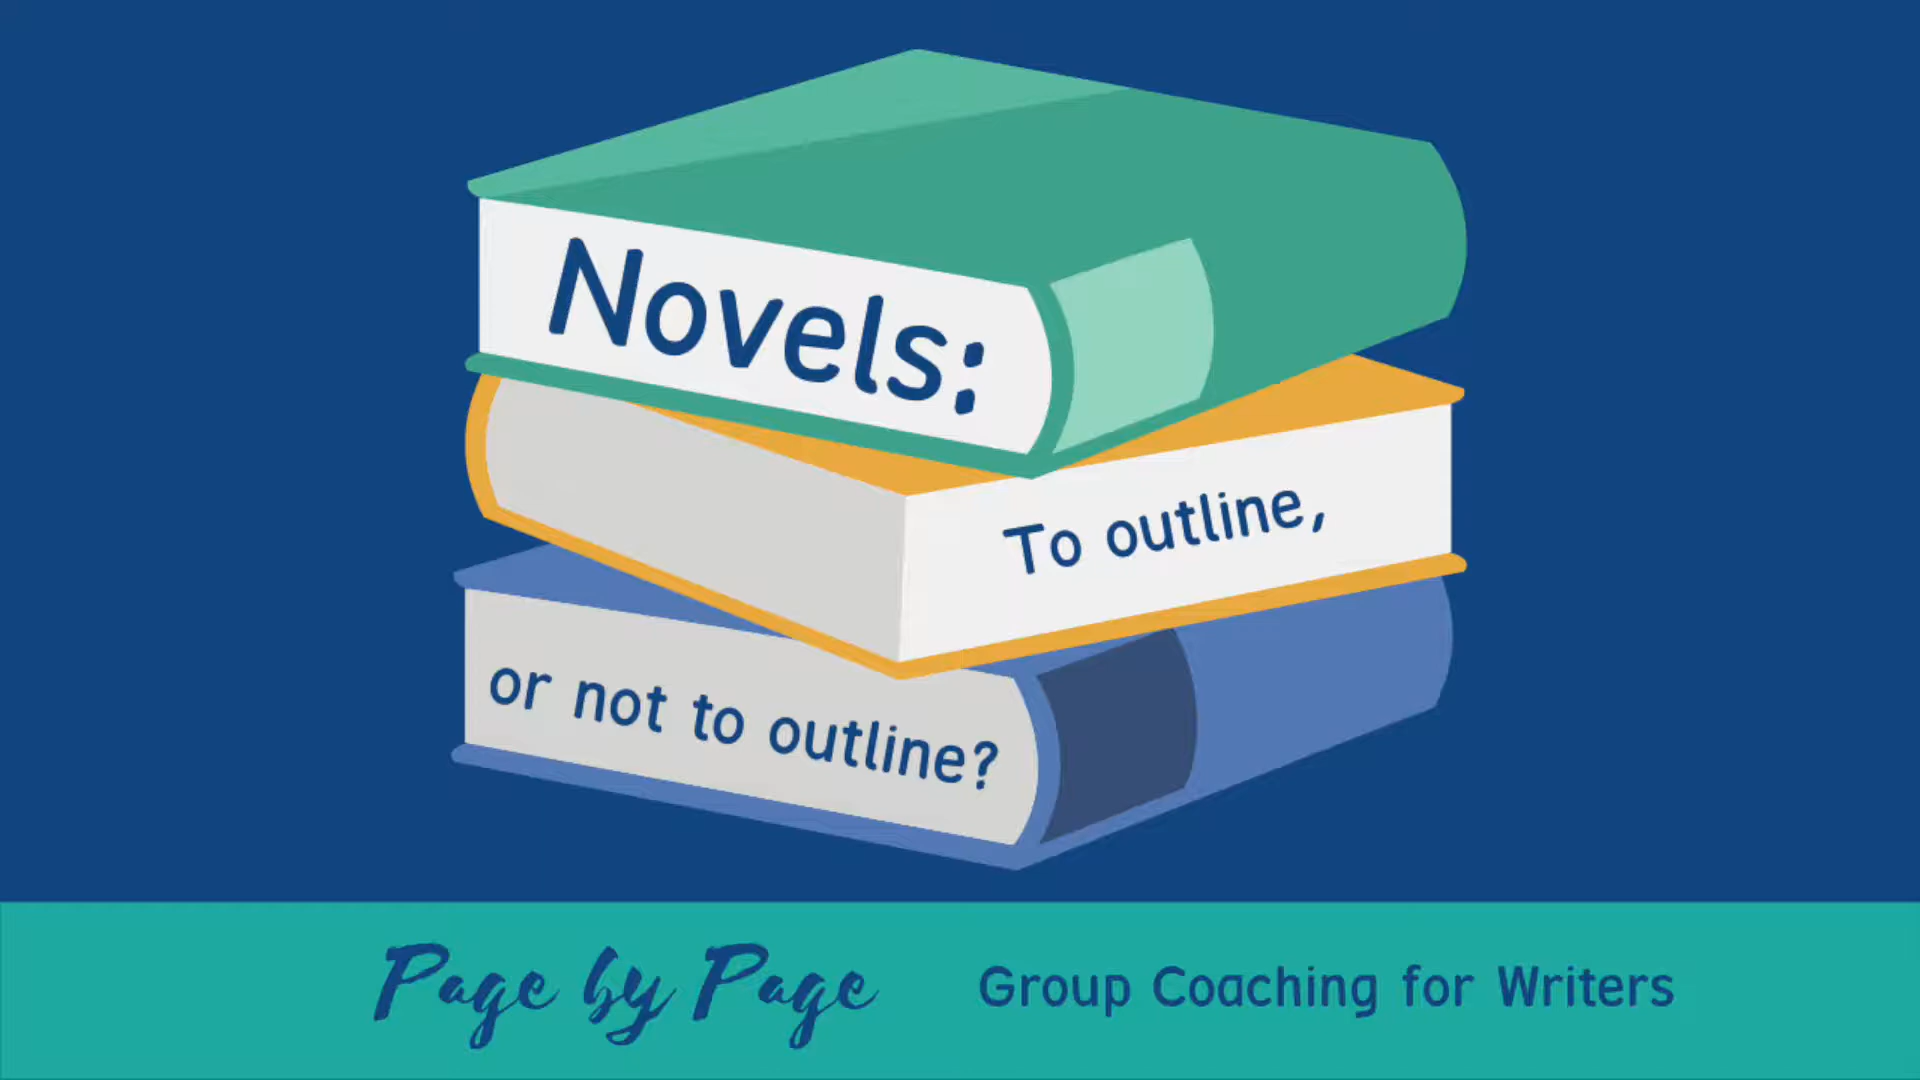 Novels:
To outline,
or not to outline?
Page by Page
Group Coaching for Writers